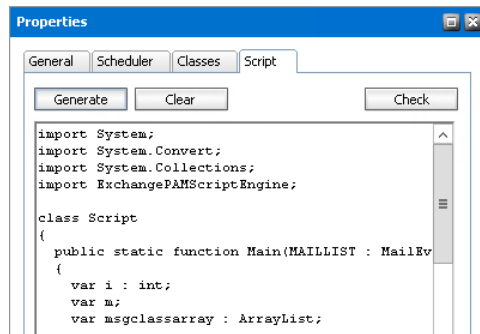 Properties
General Scheduler Classes Script
Generate Clear Check
import System;
import System.Convert;
import System.Collections;
import ExchangePAMScriptEngine;
class Script
{
public static function Main(MAILLIST : MailEv
{
var i : int;
var m;
var msgclassarray : ArrayList;